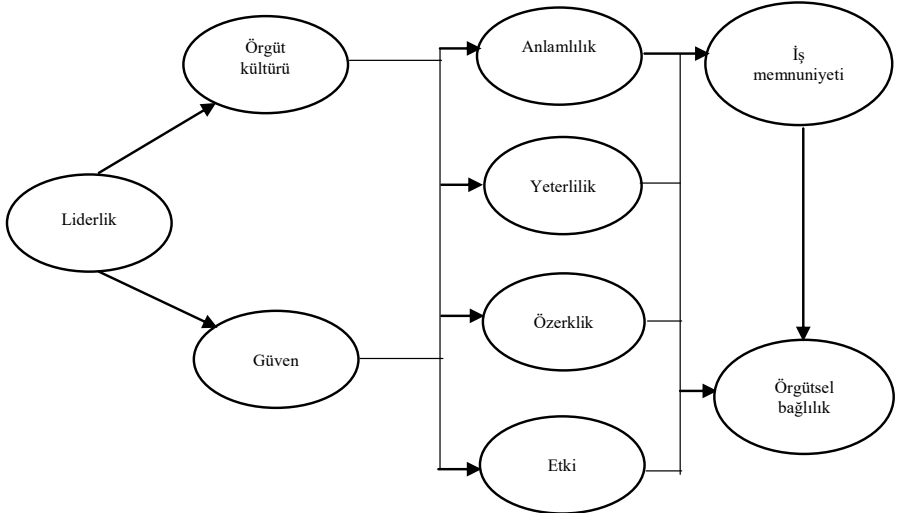 Örgüt
kültürü
Anlamlılık
İş
memnuniyeti
Yeterlilik
Liderlik
Özerklik
Güven
Örgütsel
bağlılık
Etki